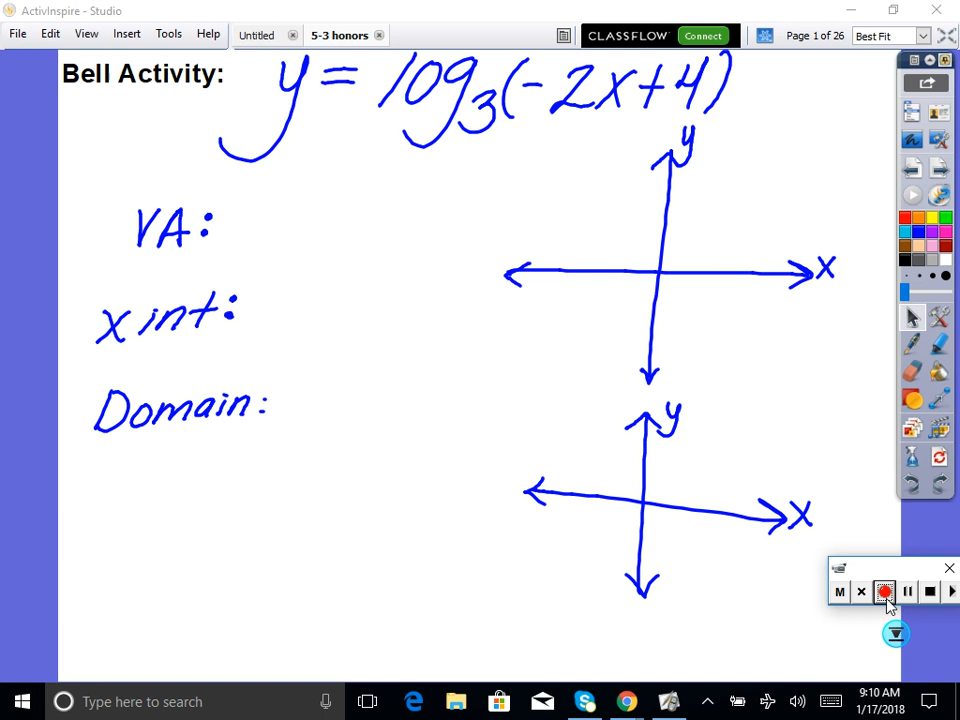 ActivInspire - Studio
File Edit View Insert Tools Help Untitled 5-3 honors CLASSFLOW Connect Page 1 of 26 Best Fit
Bell Activity: y = log3(-2x+4)
y
VA:
x
x int:
Domain:
y
x
M
Type here to search
9:10 AM
1/17/2018